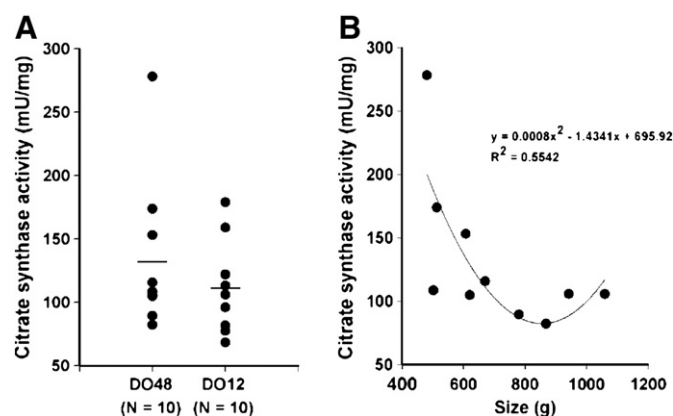 A
Citrate synthase activity (mU/mg)
300
250
200
150
100
50
DO48
DO12
(N = 10)
(N = 10)
B
Citrate synthase activity (mU/mg)
300
250
200
150
100
50
y = 0.0008x² - 1.4341x + 695.92
R² = 0.5542
400
600
800
1000
1200
Size (g)